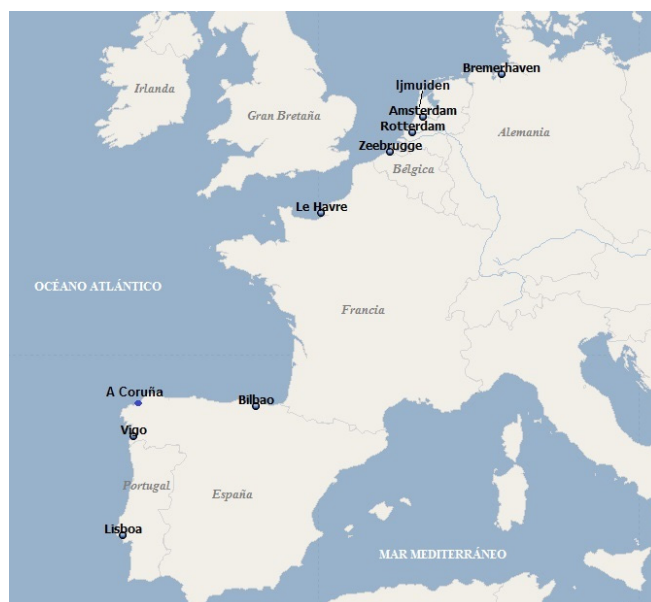 Bremerhaven
Irlanda
Ijmuiden
Gran Bretaña
Amsterdam
Rotterdam
Alemania
Zeebrugge
Bélgica
Le Havre
OCÉANO ATLÁNTICO
Francia
A Coruña
Bilbao
Vigo
Portugal
España
Lisboa
MAR MEDITERRÁNEO